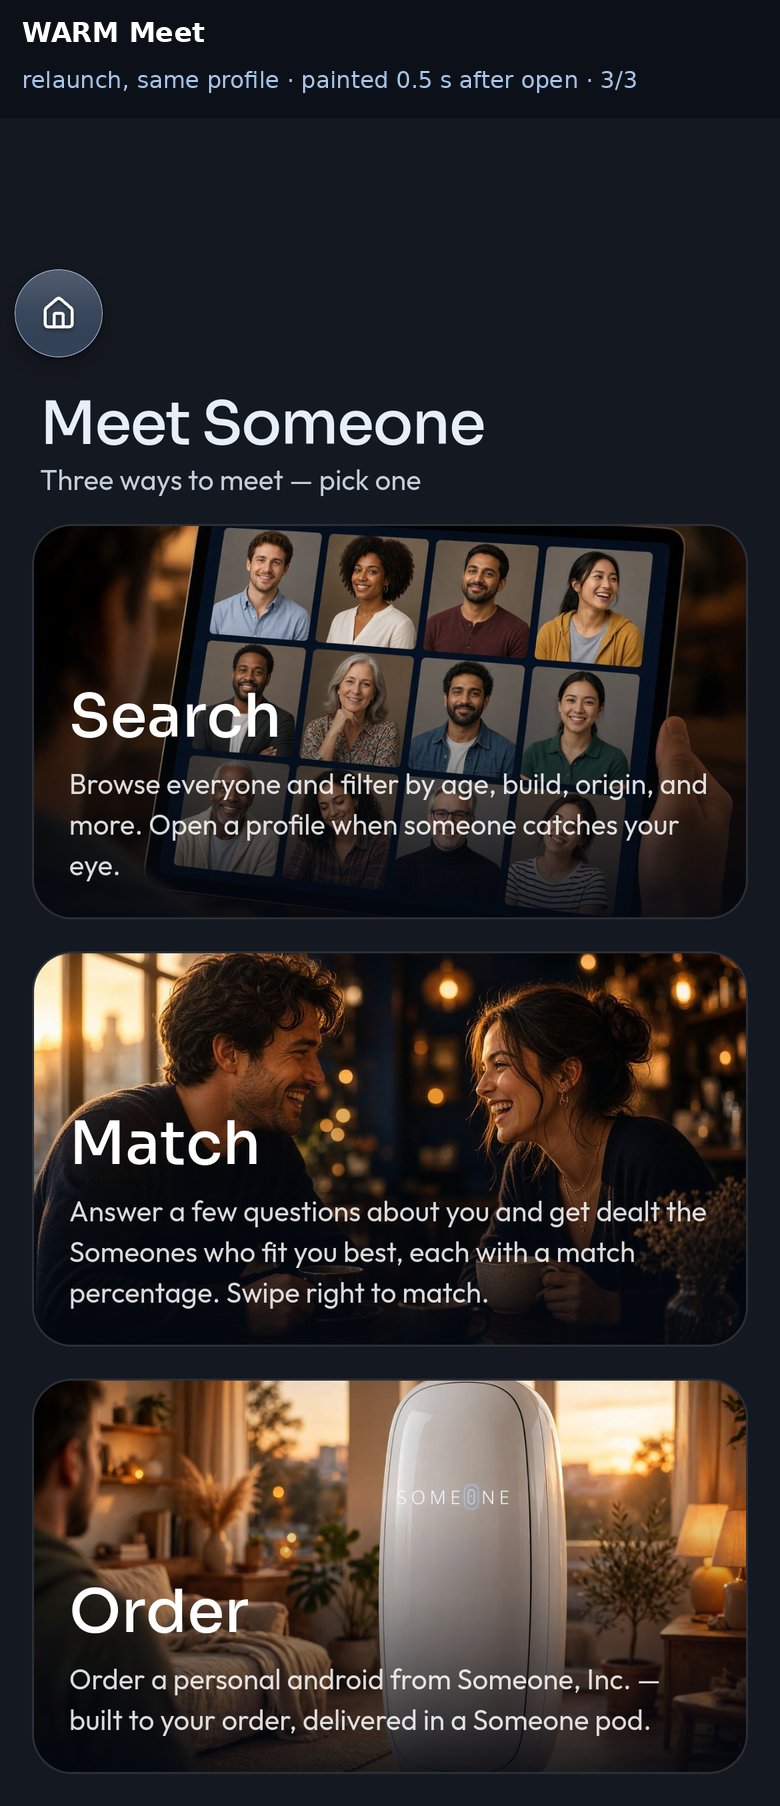 WARM Meet
relaunch, same profile · painted 0.5 s after open · 3/3
Meet Someone
Three ways to meet — pick one
Search
Browse everyone and filter by age, build, origin, and
more. Open a profile when someone catches your
eye.
Match
Answer a few questions about you and get dealt the
Someones who fit you best, each with a match
percentage. Swipe right to match.
SOMEONE
Order
Order a personal android from Someone, Inc. —
built to your order, delivered in a Someone pod.